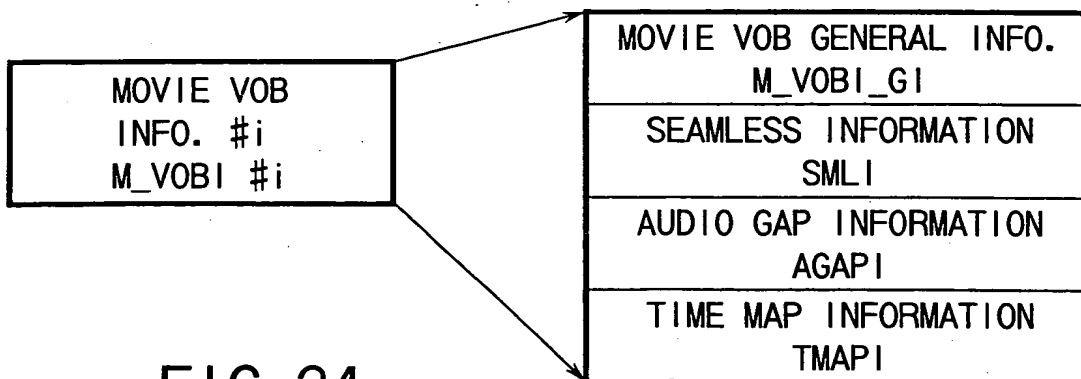 MOVIE VOB
INFO. #i
M_VOBI #i
MOVIE VOB GENERAL INFO.
M_VOBI_GI
SEAMLESS INFORMATION
SMLI
AUDIO GAP INFORMATION
AGAPI
TIME MAP INFORMATION
TMAPI